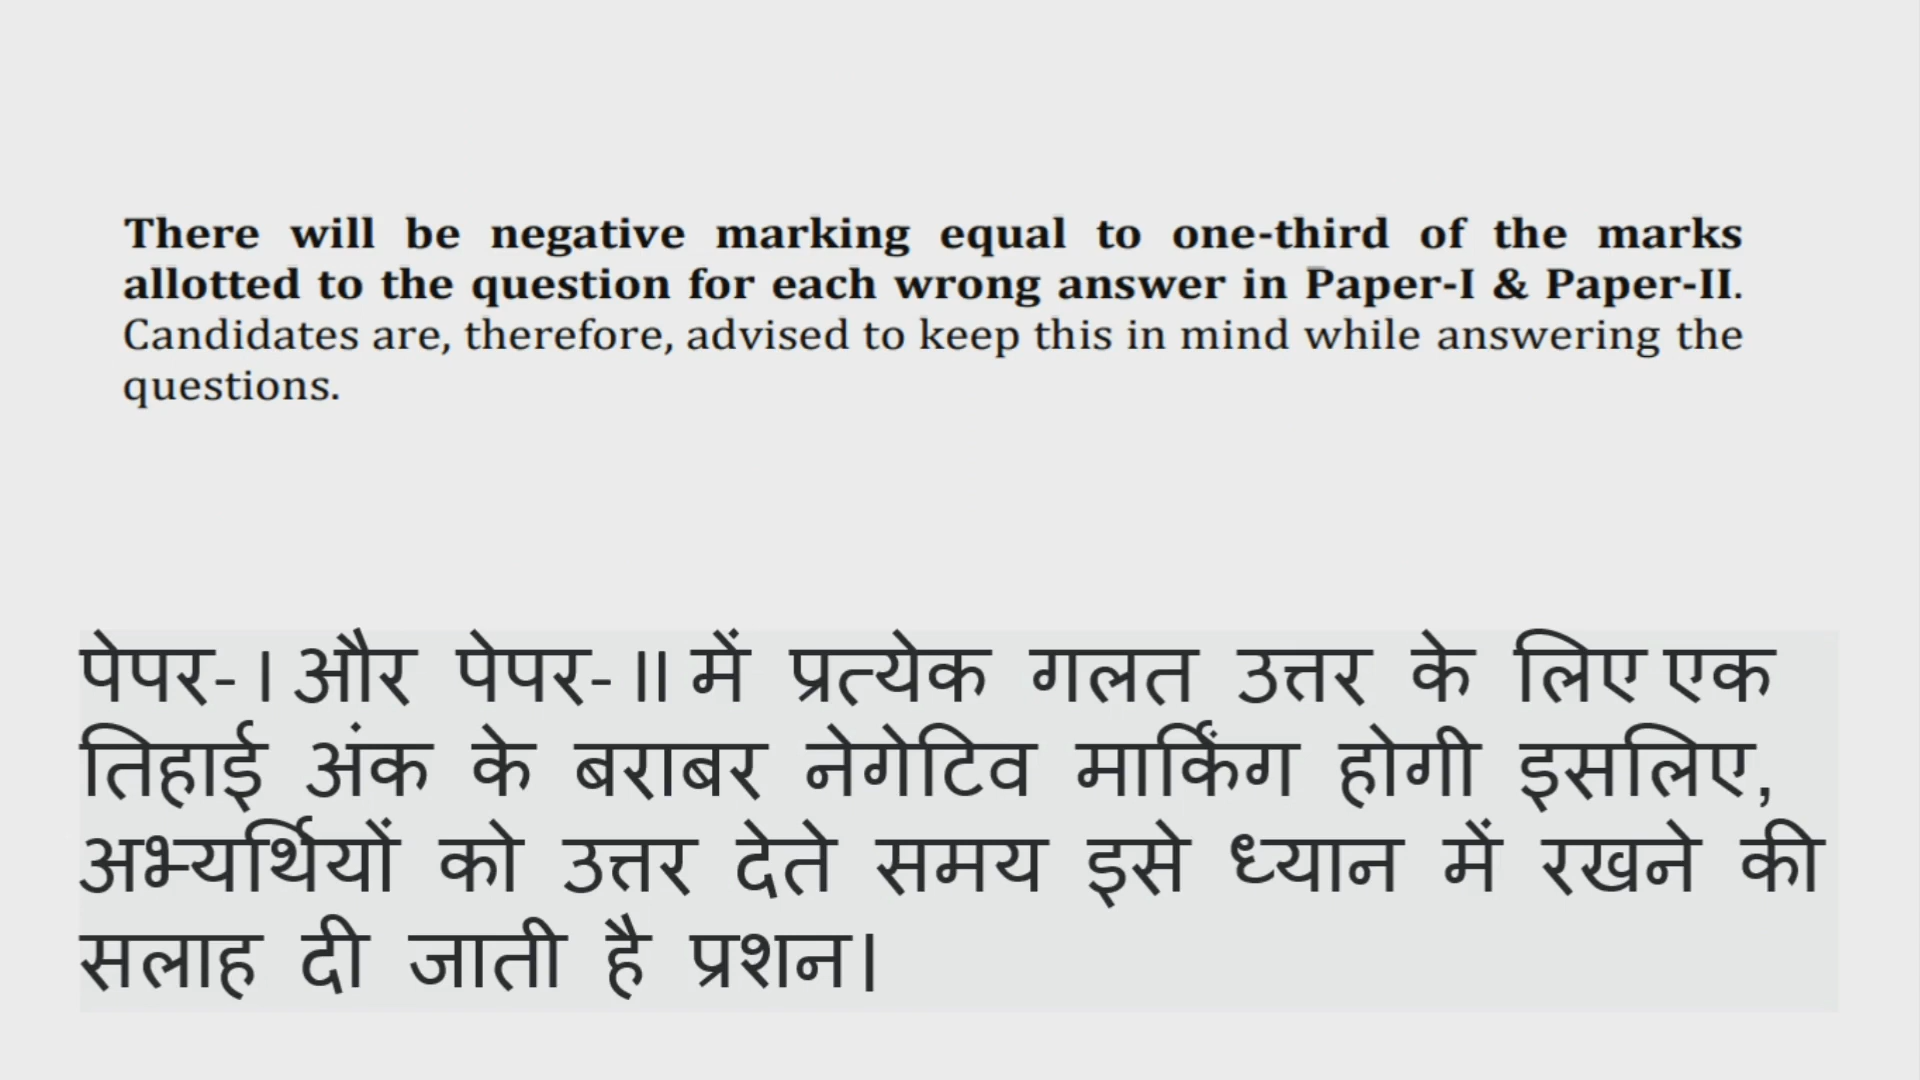 There will be negative marking equal to one-third of the marks
allotted to the question for each wrong answer in Paper-I & Paper-II.
Candidates are, therefore, advised to keep this in mind while answering the
questions.
पेपर-I और पेपर-II में प्रत्येक गलत उत्तर के लिए एक
तिहाई अंक के बराबर नेगेटिव मार्किंग होगी इसलिए,
अभ्यर्थियों को उत्तर देते समय इसे ध्यान में रखने की
सलाह दी जाती है प्रशन।